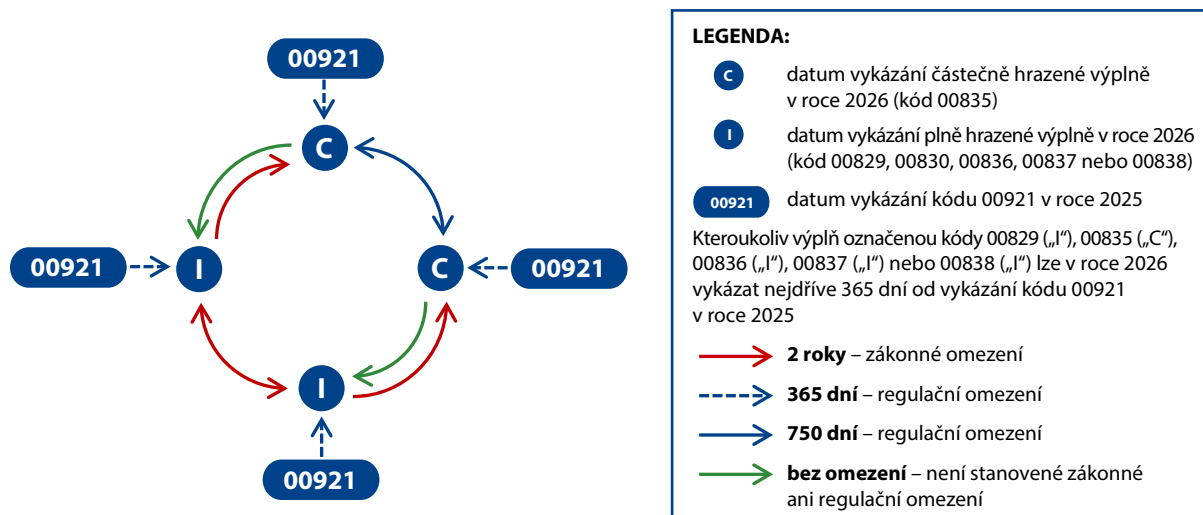 00921
C
I
00921
C
00921
I
00921
LEGENDA:
C
datum vykázání částečně hrazené výplně
v roce 2026 (kód 00835)
I
datum vykázání plně hrazené výplně v roce 2026
(kód 00829, 00830, 00836, 00837 nebo 00838)
00921
datum vykázání kódu 00921 v roce 2025
Kteroukoliv výplň označenou kódy 00829 („I“), 00835 („C“),
00836 („I“), 00837 („I“) nebo 00838 („I“) lze v roce 2026
vykázat nejdříve 365 dní od vykázání kódu 00921
v roce 2025
2 roky – zákonné omezení
365 dní – regulační omezení
750 dní – regulační omezení
bez omezení – není stanovené zákonné
ani regulační omezení